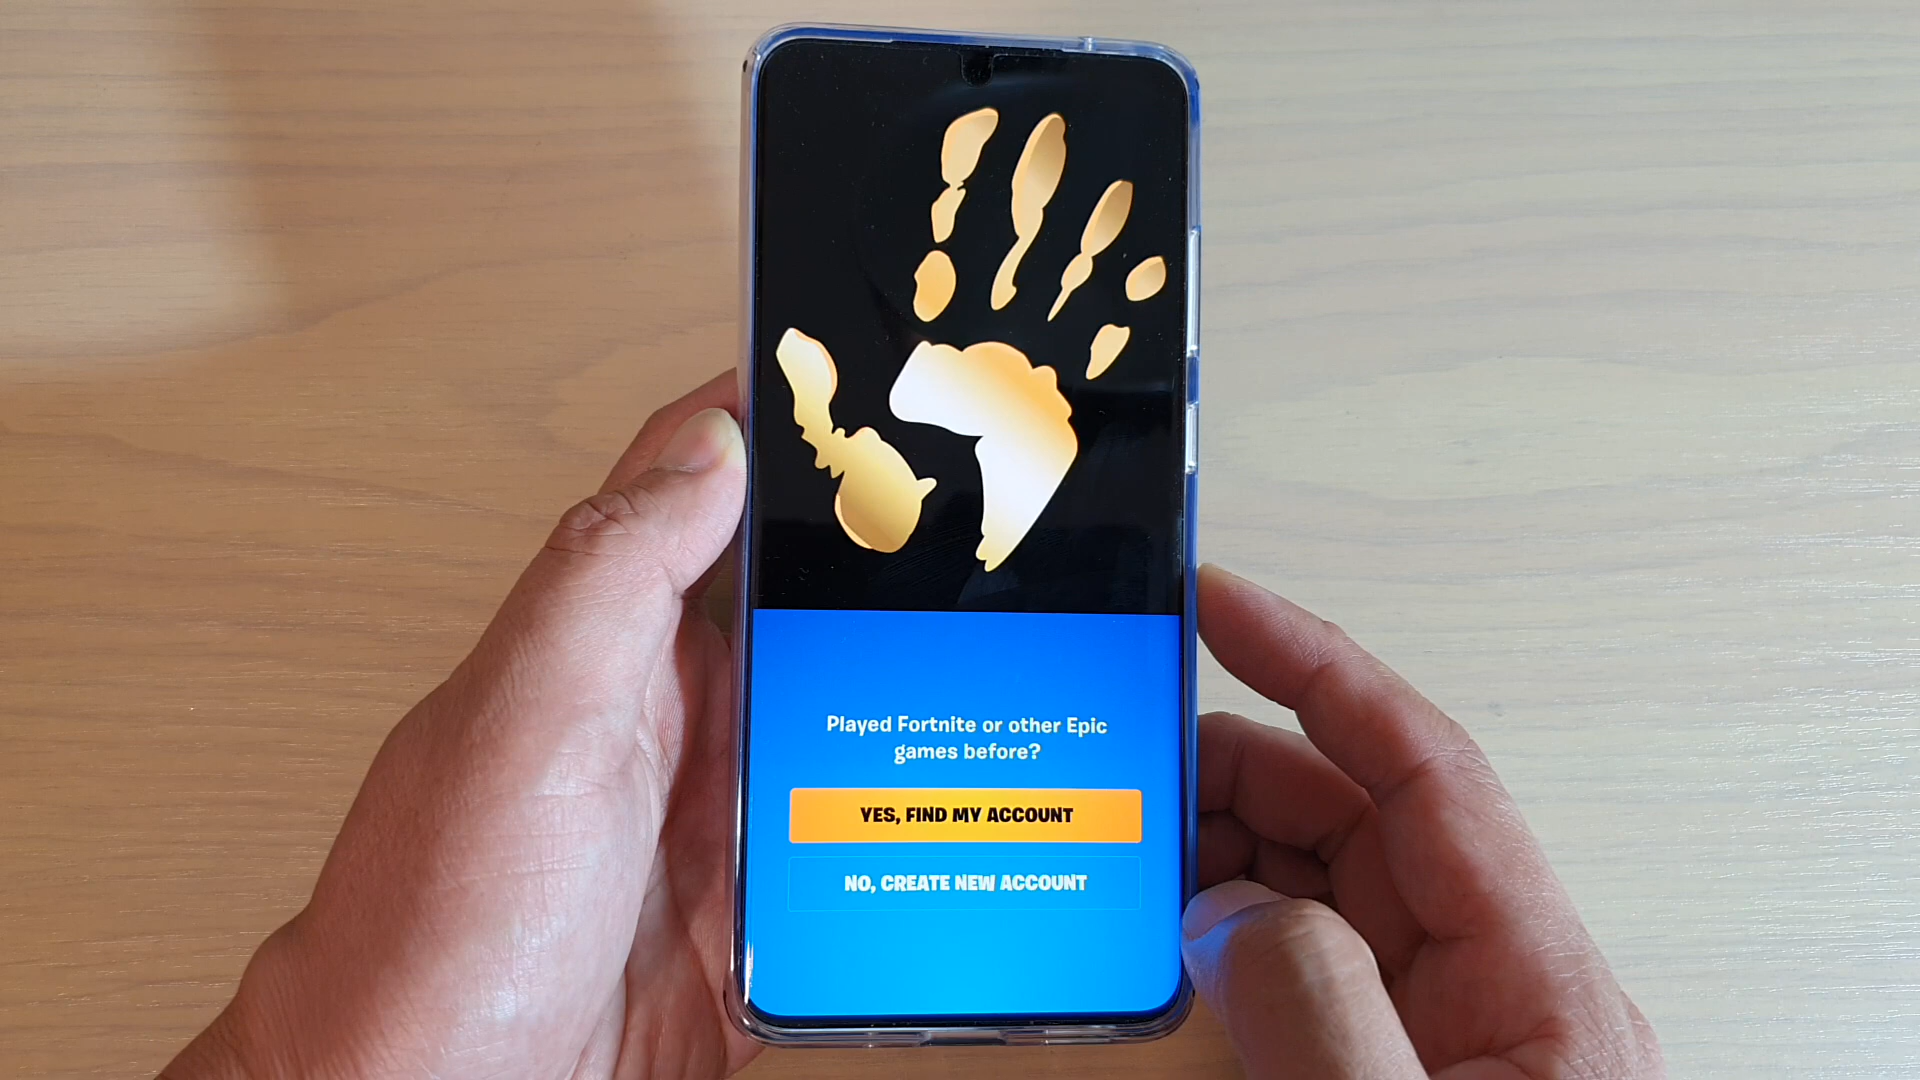 Played Fortnite or other Epic
games before?
YES, FIND MY ACCOUNT
NO, CREATE NEW ACCOUNT